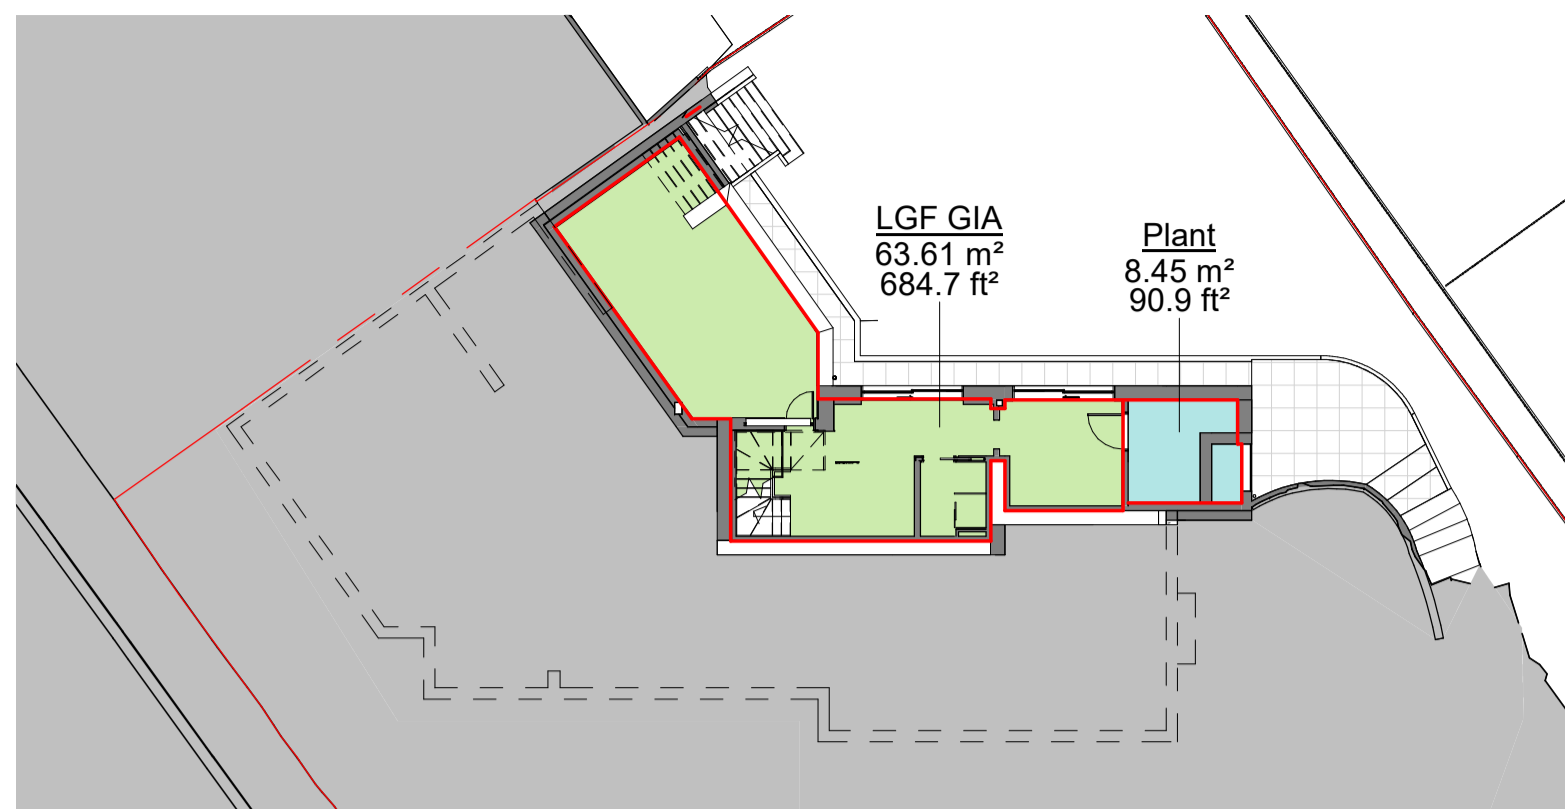 LGF GIA
63.61 m²
684.7 ft²
Plant
8.45 m²
90.9 ft²